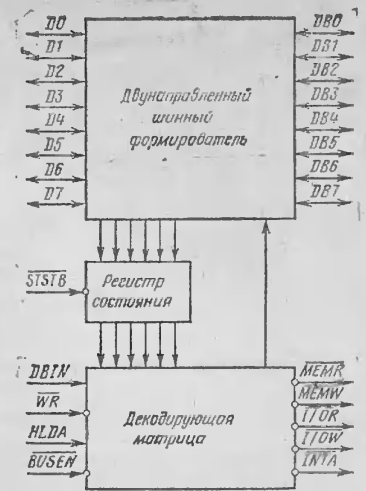 D0 DB0
D1 DB1
D2 DB2
D3 DB3
D4 DB4
D5 DB5
D6 DB6
D7 DB7
Двунаправленный
шинный
формирователь
STSTB
Регистр
состояния
DBIN
WR
HLDA
BUSEN
Декодирующая
матрица
MEMR
MEMW
I/OR
I/OW
INTA